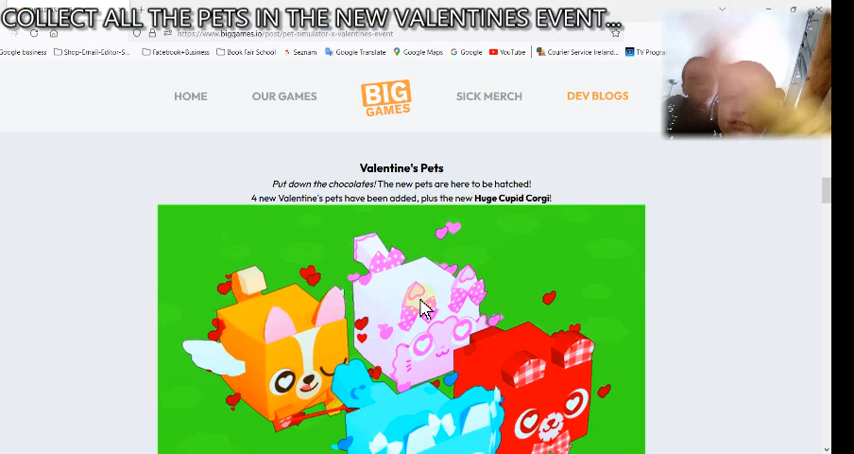 COLLECT ALL THE PETS IN THE NEW VALENTINES EVENT...
https://www.biggames.io/post/pet-simulator-x-valentines-event
Google business Shop-Email-Editor-S... Facebook+Business Book Fair School Seznam Google Translate Google Maps Google YouTube Courier Service Ireland... TV Program
HOME OUR GAMES BIG GAMES SICK MERCH DEV BLOGS
Valentine's Pets
Put down the chocolates! The new pets are here to be hatched!
4 new Valentine's pets have been added, plus the new Huge Cupid Corgi!